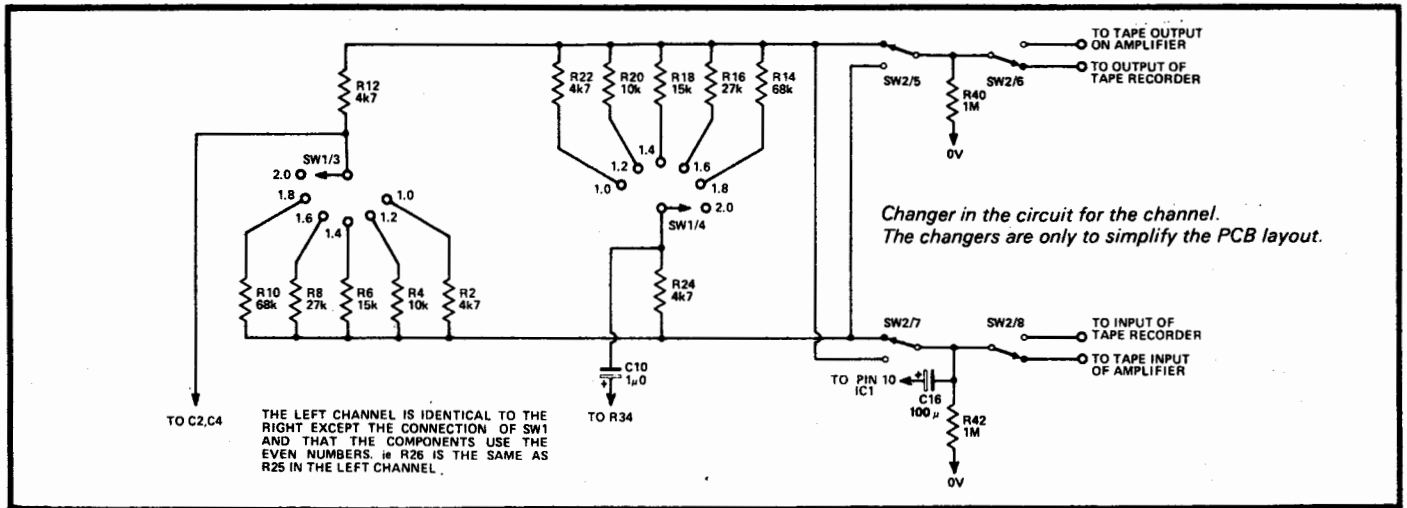 TO TAPE OUTPUT
ON AMPLIFIER
TO OUTPUT OF
TAPE RECORDER
SW2/5
SW2/6
R40
1M
0V
R12
4k7
R22
4k7
R20
10k
R18
15k
R16
27k
R14
68k
SW1/3
2.0
1.8
1.6
1.4
1.2
1.0
1.0
1.2
1.4
1.6
1.8
2.0
SW1/4
Changer in the circuit for the channel.
The changers are only to simplify the PCB layout.
R10
68k
R8
27k
R6
15k
R4
10k
R2
4k7
R24
4k7
SW2/7
SW2/8
TO INPUT OF
TAPE RECORDER
TO TAPE INPUT
OF AMPLIFIER
TO PIN 10
IC1
+
C16
100 μ
R42
1M
0V
C10
1μ0
+
TO R34
TO C2,C4
THE LEFT CHANNEL IS IDENTICAL TO THE
RIGHT EXCEPT THE CONNECTION OF SW1
AND THAT THE COMPONENTS USE THE
EVEN NUMBERS. ie R26 IS THE SAME AS
R25 IN THE LEFT CHANNEL.